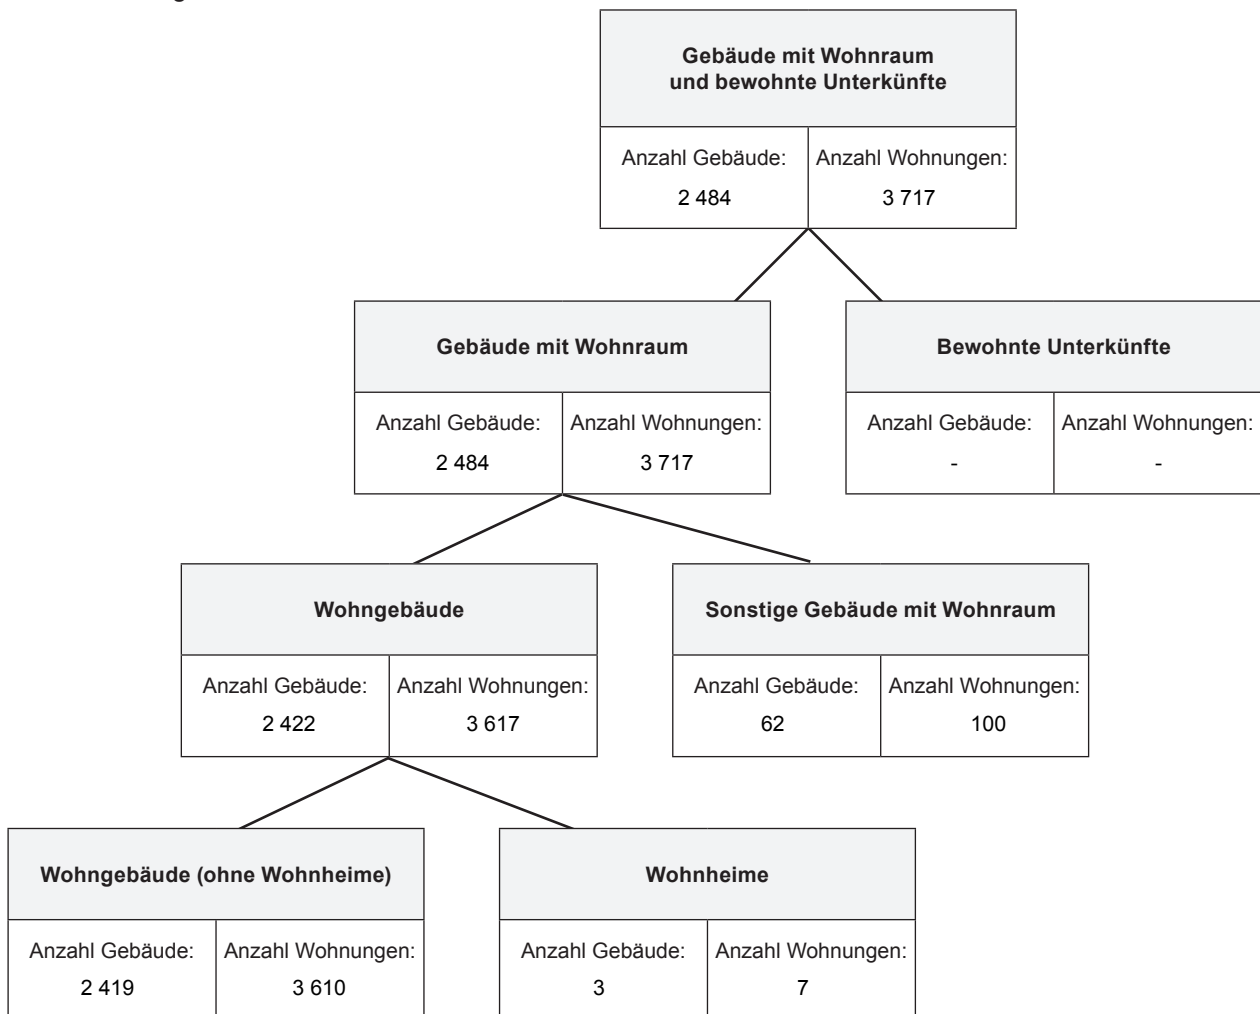 Gebäude mit Wohnraum
und bewohnte Unterkünfte
Anzahl Gebäude: Anzahl Wohnungen:
2 484 3 717
Gebäude mit Wohnraum
Anzahl Gebäude: Anzahl Wohnungen:
2 484 3 717
Bewohnte Unterkünfte
Anzahl Gebäude: Anzahl Wohnungen:
- -
Wohngebäude
Anzahl Gebäude: Anzahl Wohnungen:
2 422 3 617
Sonstige Gebäude mit Wohnraum
Anzahl Gebäude: Anzahl Wohnungen:
62 100
Wohngebäude (ohne Wohnheime)
Anzahl Gebäude: Anzahl Wohnungen:
2 419 3 610
Wohnheime
Anzahl Gebäude: Anzahl Wohnungen:
3 7